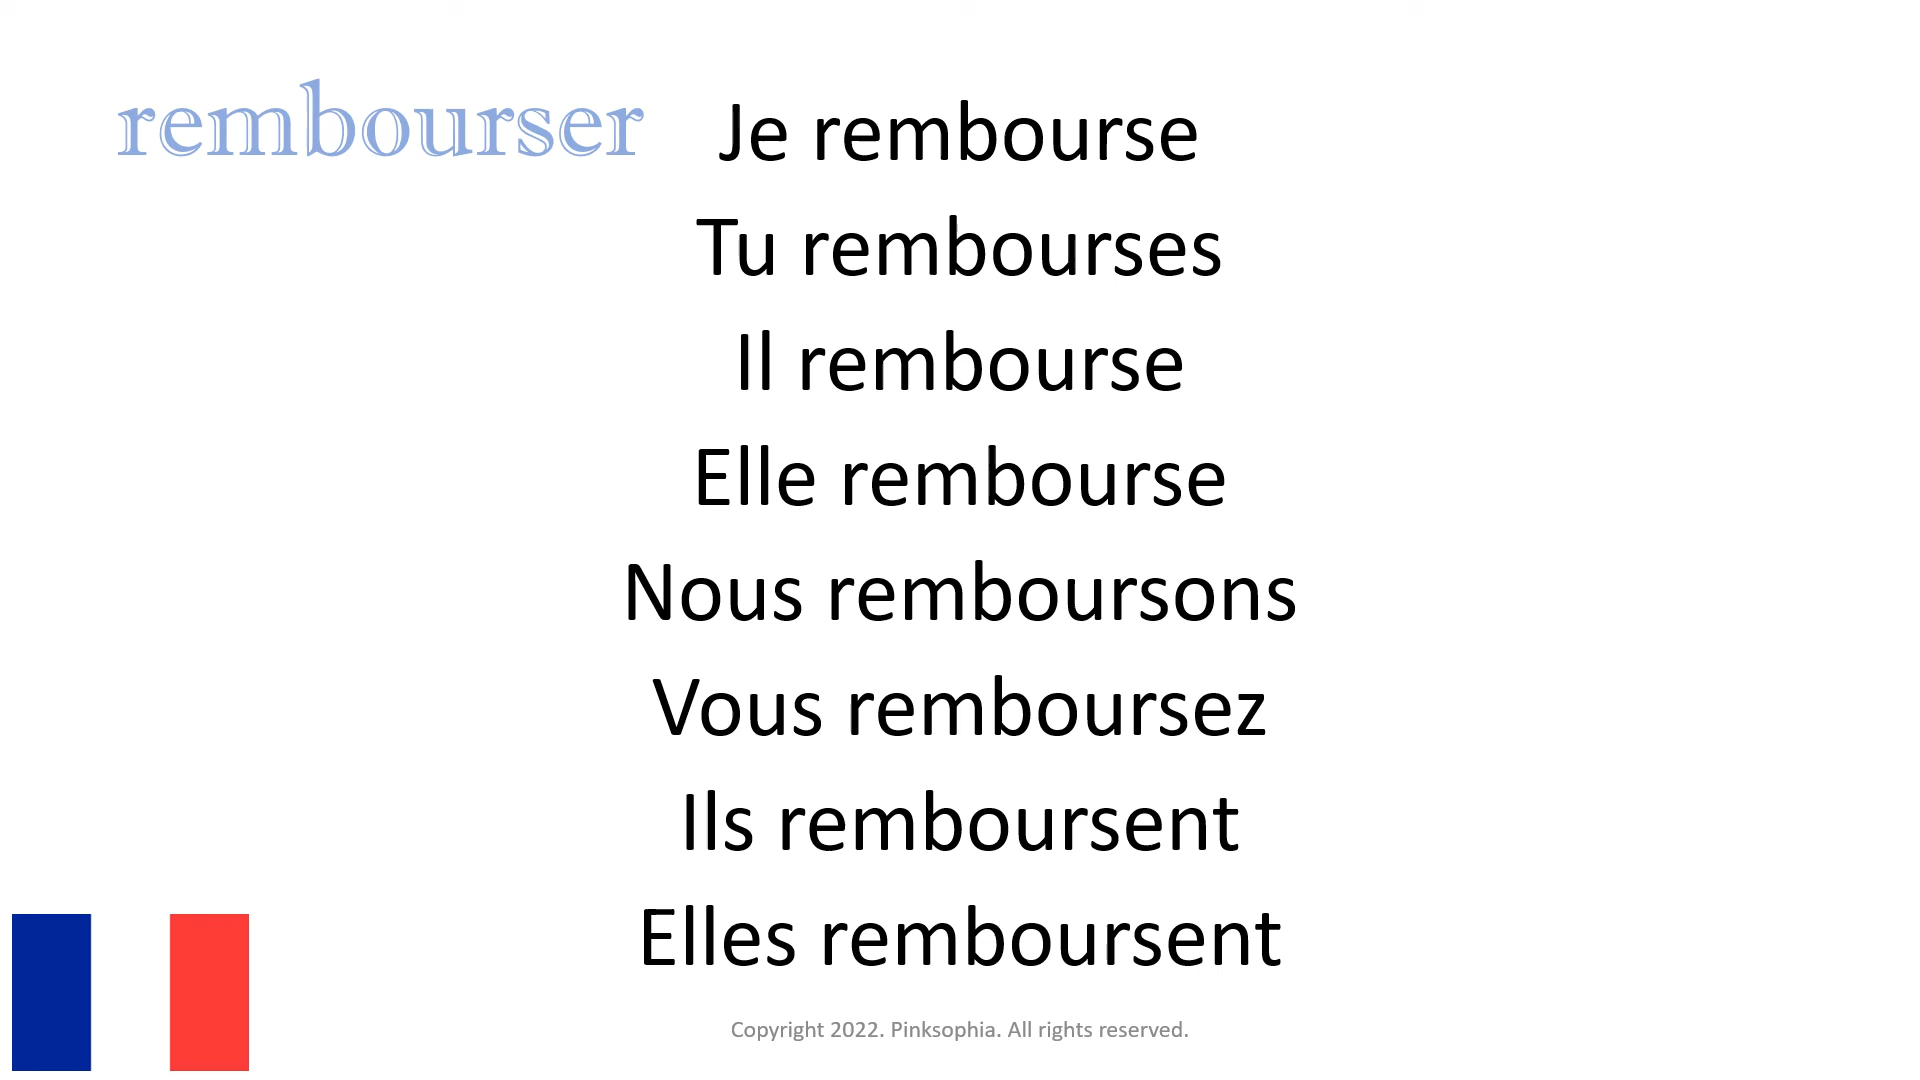 rembourser
Je rembourse
Tu rembourses
Il rembourse
Elle rembourse
Nous remboursons
Vous remboursez
Ils remboursent
Elles remboursent
Copyright 2022. Pinksophia. All rights reserved.